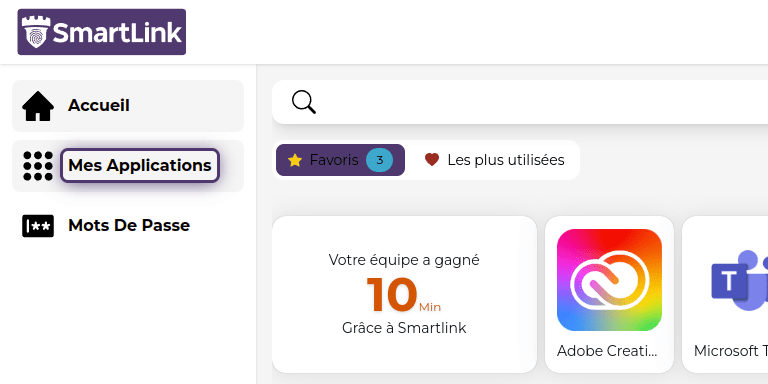 SmartLink
Accueil
Mes Applications
Mots De Passe
Favoris 3
Les plus utilisées
Votre équipe a gagné
10 Min
Grâce à Smartlink
Adobe Creati...
Microsoft T